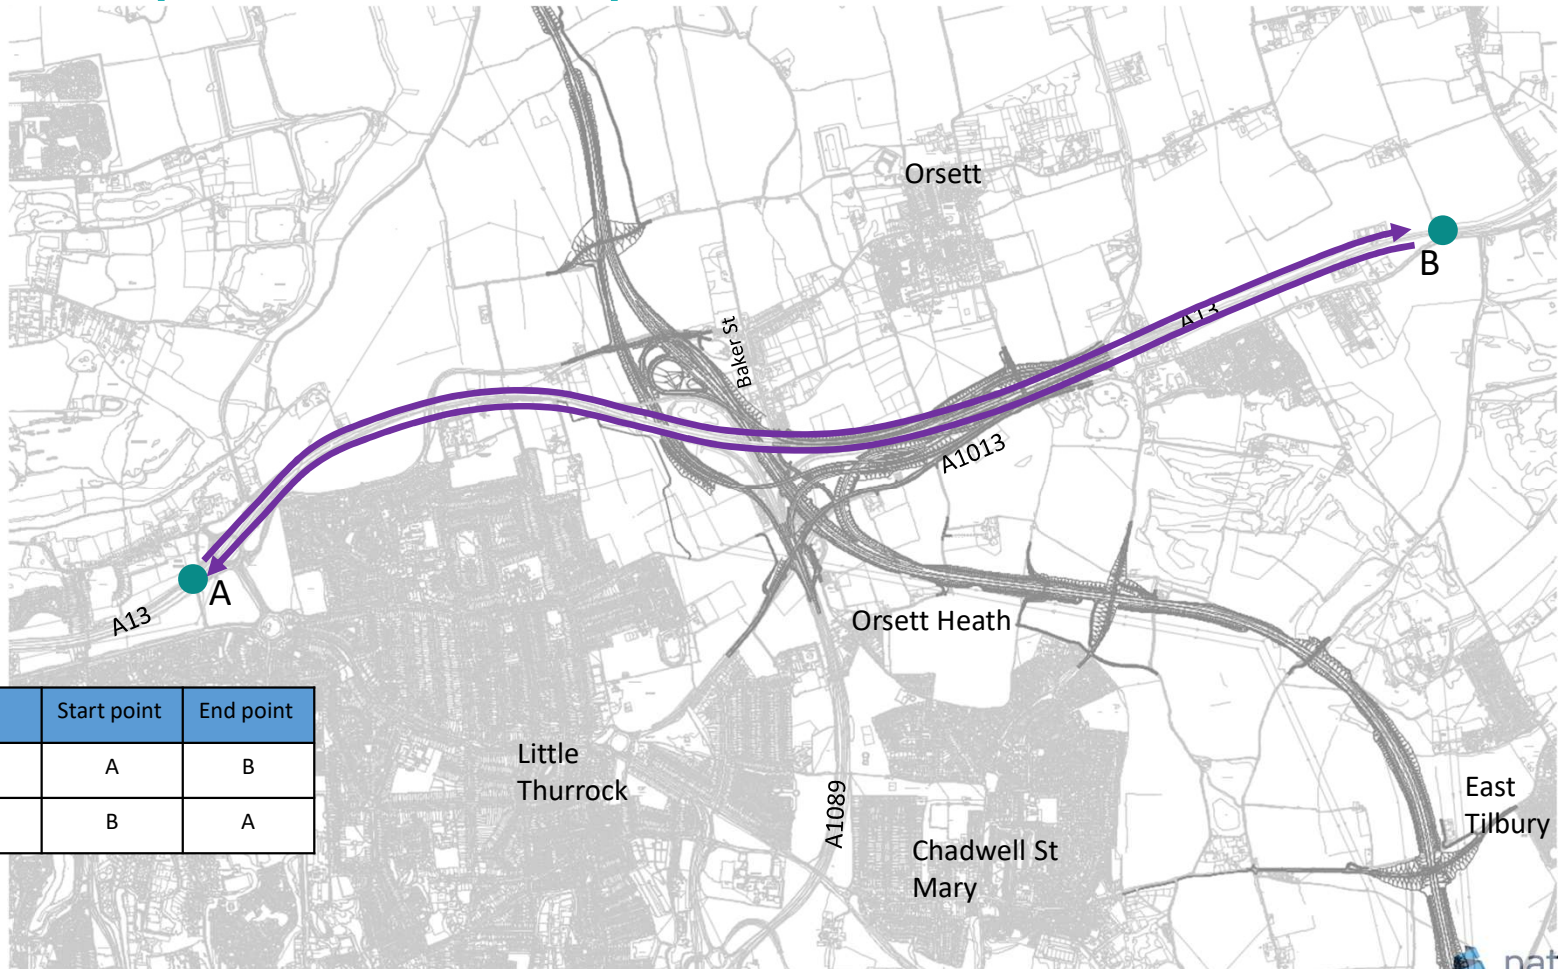 Orsett
B
A13
Baker St
A1013
A
A13
Orsett Heath
Start point End point
A B
B A
Little
Thurrock
A1089
East
Tilbury
Chadwell St
Mary